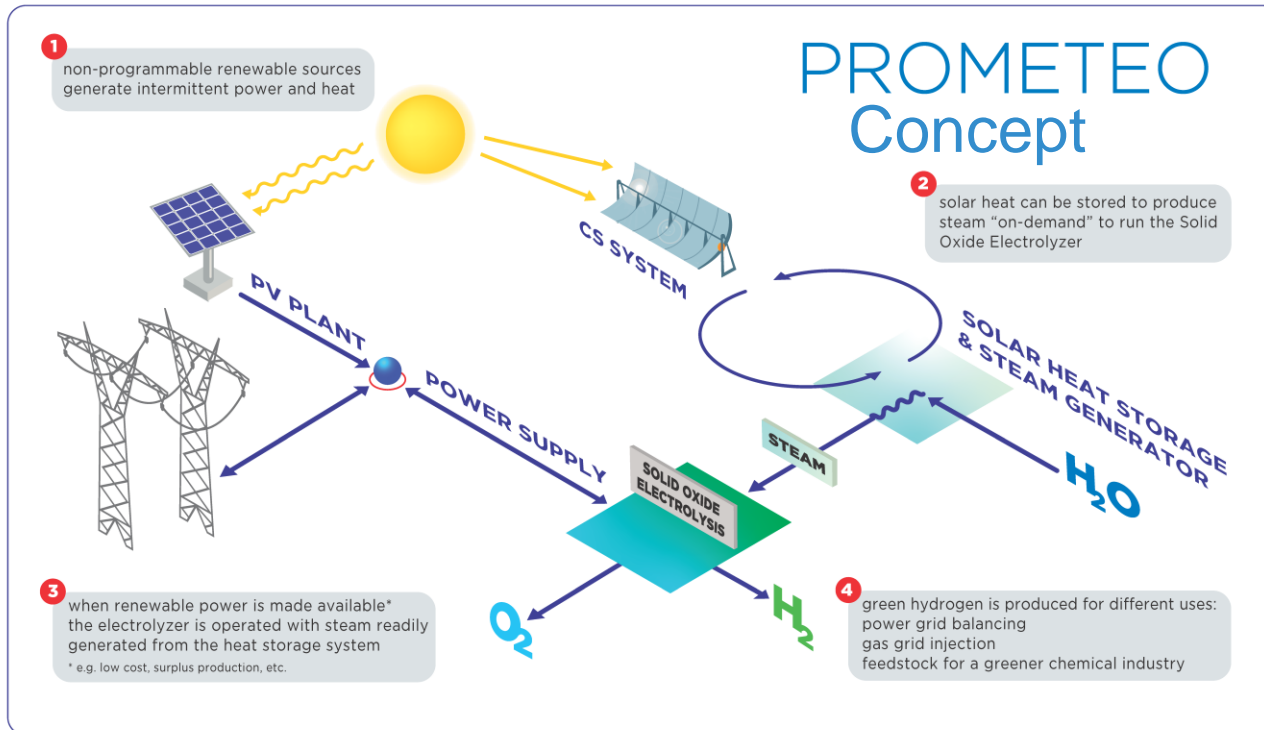 PROMETEO
Concept
1
non-programmable renewable sources
generate intermittent power and heat
2
solar heat can be stored to produce
steam “on-demand” to run the Solid
Oxide Electrolyzer
CS SYSTEM
PV PLANT
POWER SUPPLY
SOLAR HEAT STORAGE
& STEAM GENERATOR
STEAM
H₂O
SOLID OXIDE
ELECTROLYSIS
O₂
H₂
3
when renewable power is made available*
the electrolyzer is operated with steam readily
generated from the heat storage system
* e.g. low cost, surplus production, etc.
4
green hydrogen is produced for different uses:
power grid balancing
gas grid injection
feedstock for a greener chemical industry